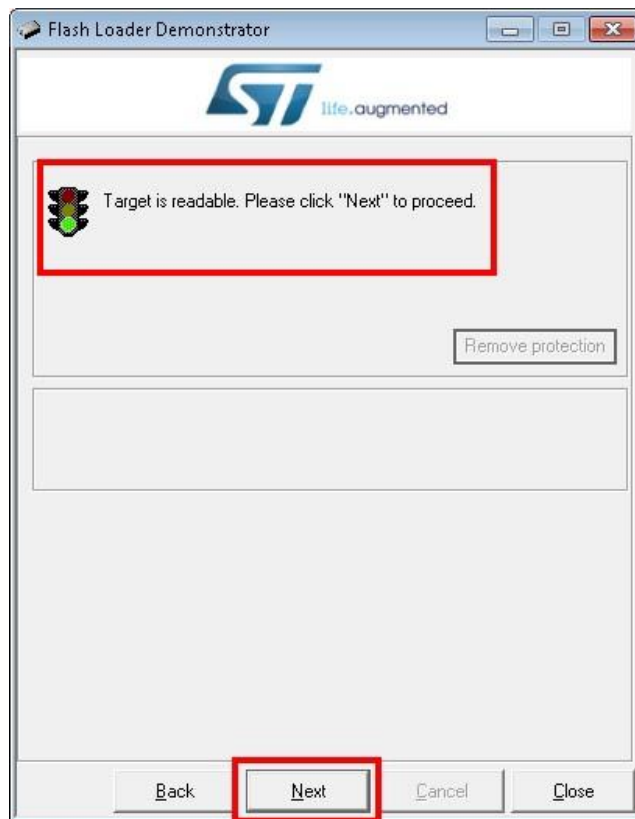 Flash Loader Demonstrator
ST
life.augmented
Target is readable. Please click "Next" to proceed.
Remove protection
Back
Next
Cancel
Close